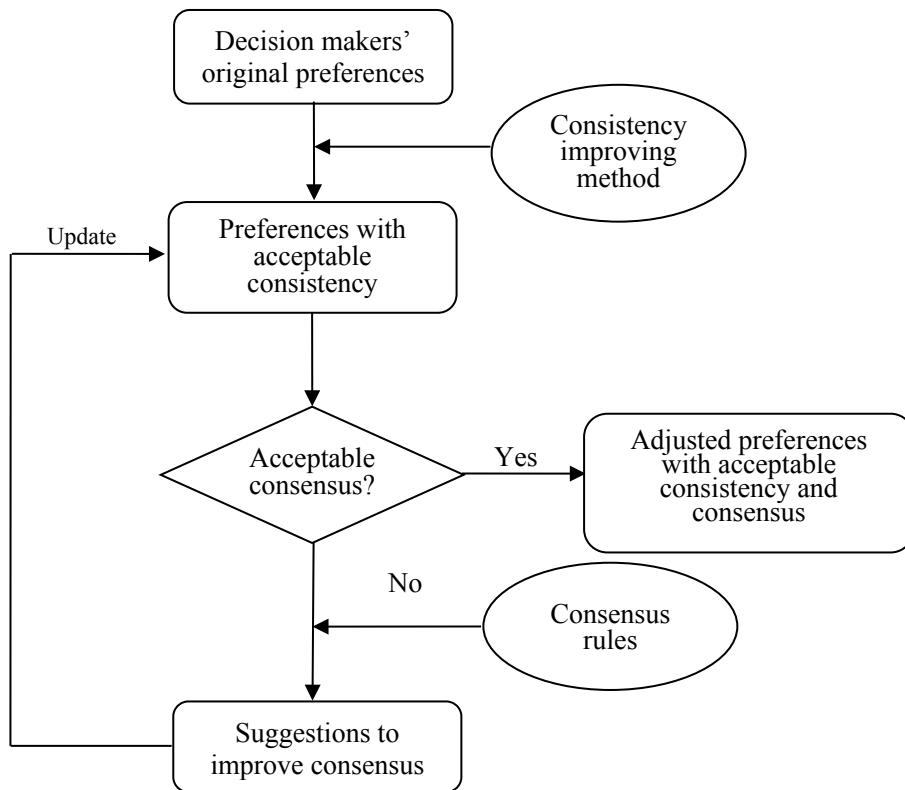 Decision makers’
original preferences
Consistency
improving
method
Update
Preferences with
acceptable
consistency
Acceptable
consensus?
Yes
Adjusted preferences
with acceptable
consistency and
consensus
No
Consensus
rules
Suggestions to
improve consensus